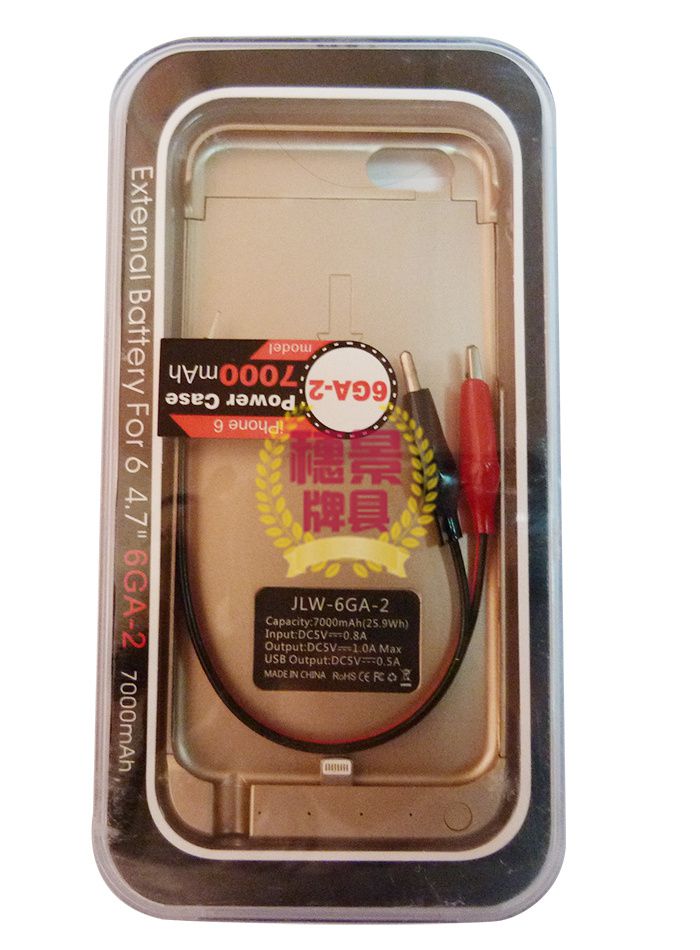 External Battery For 6 4.7" 6GA-2 7000mAh,
iPhone 6
Power Case
7000mAh
model
6GA-2
穗景
牌具
JLW-6GA-2
Capacity:7000mAh(25.9Wh)
Input:DC5V⎓0.8A
Output:DC5V⎓1.0A Max
USB Output:DC5V⎓0.5A
MADE IN CHINA RoHS CE FC